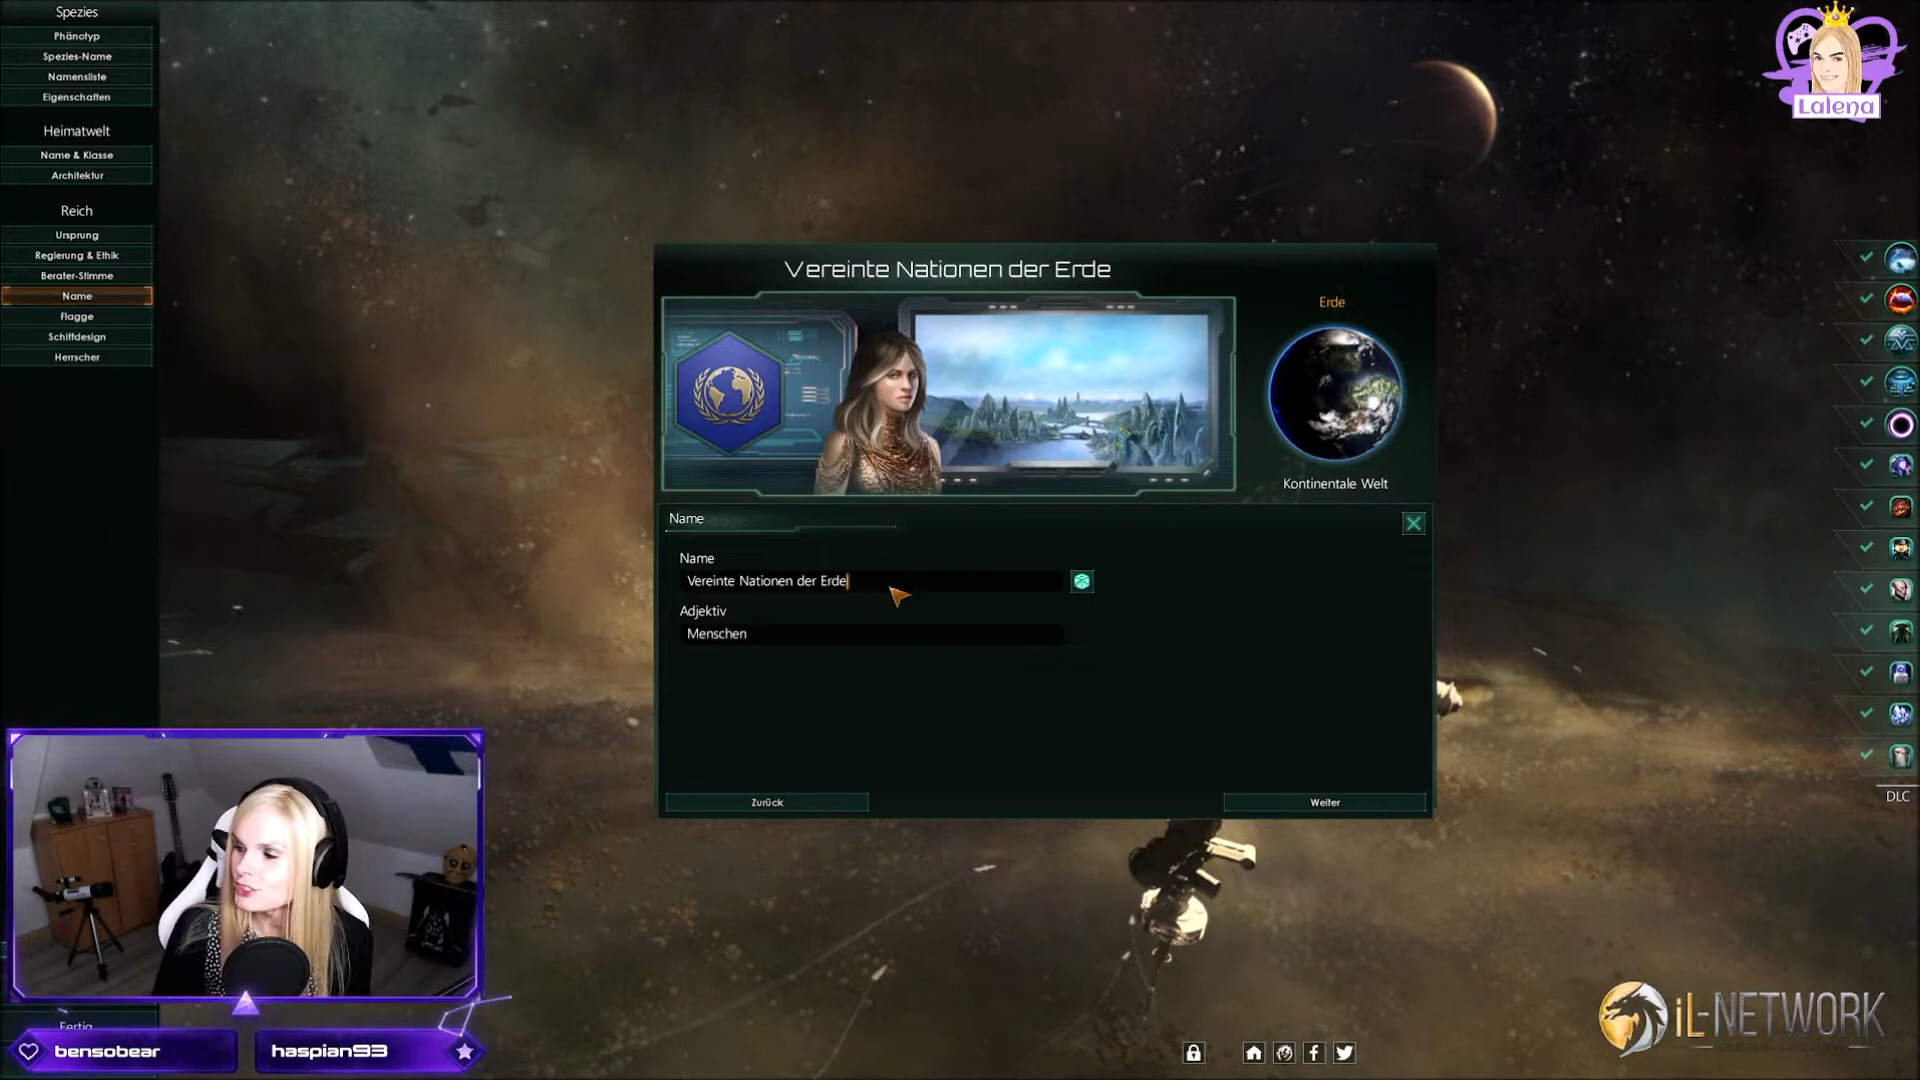 Spezies
Phänotyp
Spezies-Name
Namensliste
Eigenschaften
Heimatwelt
Name & Klasse
Architektur
Reich
Ursprung
Regierung & Ethik
Berater-Stimme
Name
Flagge
Schiffdesign
Herrscher
Lalena
Vereinte Nationen der Erde
Erde
Kontinentale Welt
Name
Name
Vereinte Nationen der Erde
Adjektiv
Menschen
Zurück
Weiter
DLC
Fertig
bensobear
haspian93
iL-NETWORK